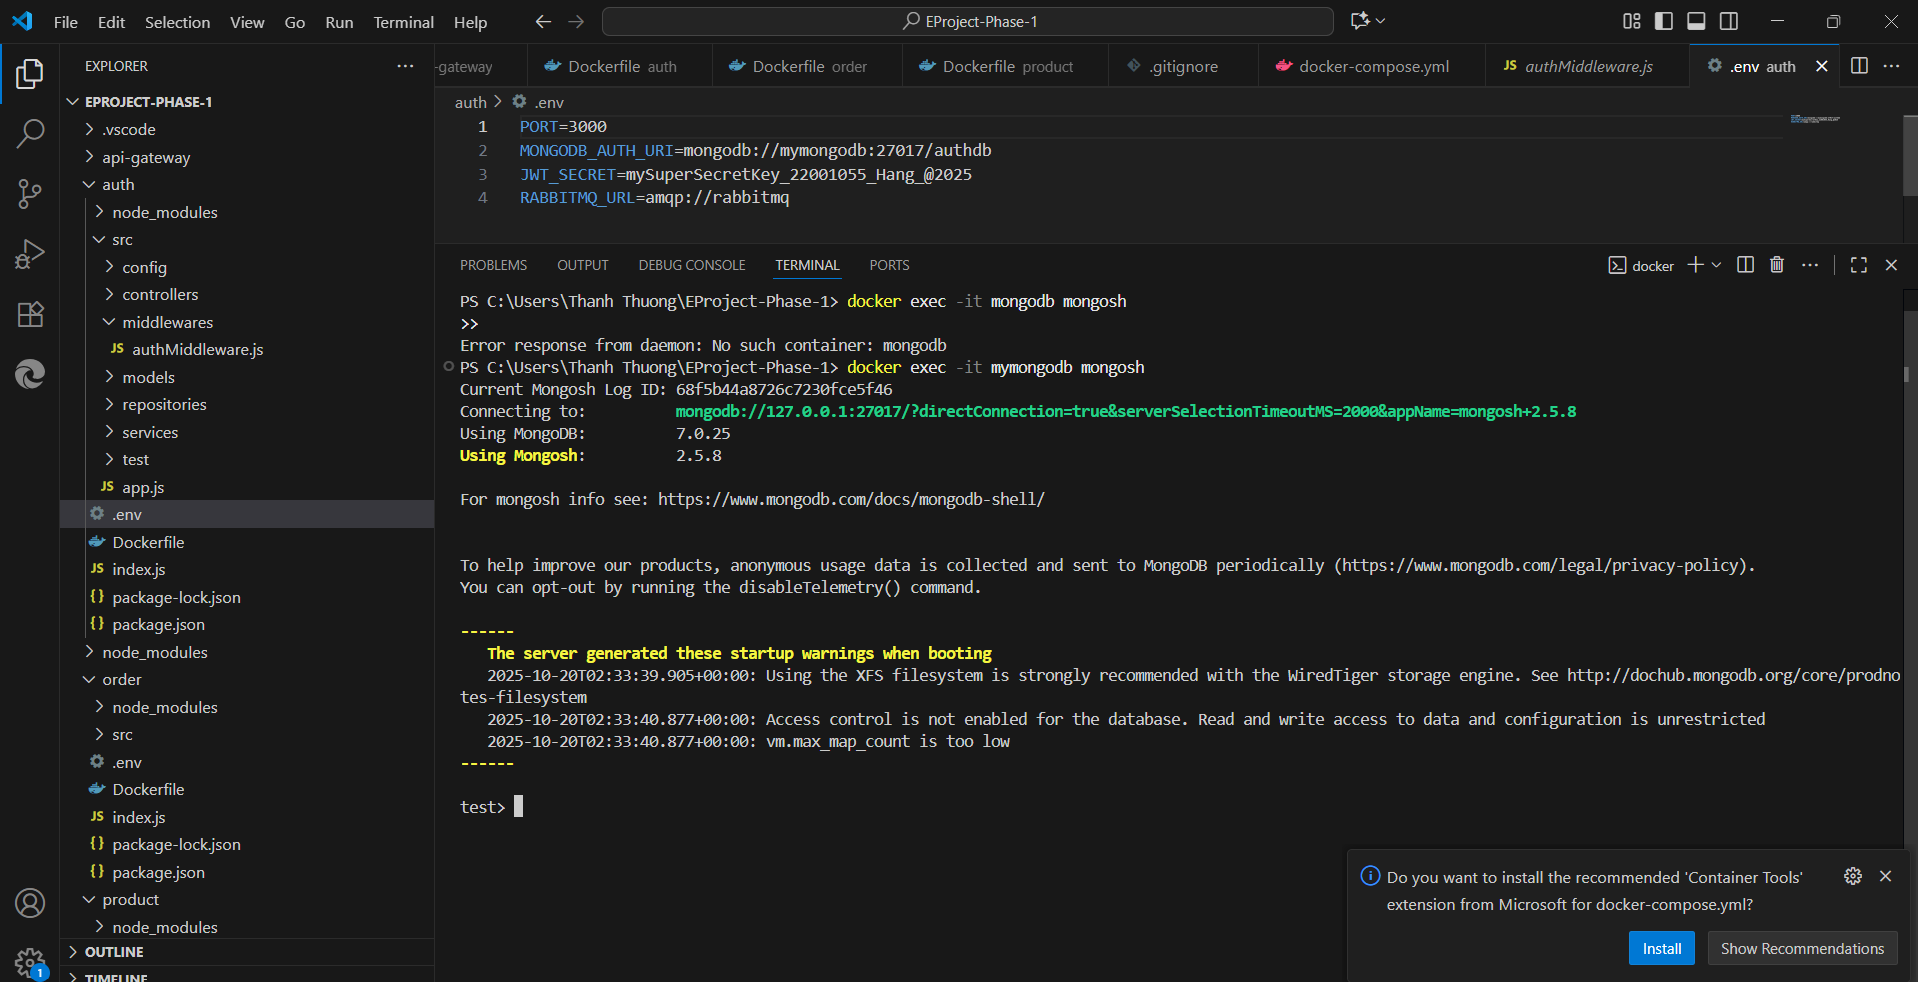 File Edit Selection View Go Run Terminal Help
EProject-Phase-1
EXPLORER
-gateway
Dockerfile auth
Dockerfile order
Dockerfile product
.gitignore
docker-compose.yml
JS authMiddleware.js
.env auth
EPROJECT-PHASE-1
.vscode
api-gateway
auth
node_modules
src
config
controllers
middlewares
JS authMiddleware.js
models
repositories
services
test
JS app.js
.env
Dockerfile
JS index.js
{} package-lock.json
{} package.json
node_modules
order
node_modules
src
.env
Dockerfile
JS index.js
{} package-lock.json
{} package.json
product
node_modules
OUTLINE
TIMELINE
1
auth > .env
1 PORT=3000
2 MONGODB_AUTH_URI=mongodb://mymongodb:27017/authdb
3 JWT_SECRET=mySuperSecretKey_22001055_Hang_@2025
4 RABBITMQ_URL=amqp://rabbitmq
PROBLEMS OUTPUT DEBUG CONSOLE TERMINAL PORTS
docker
PS C:\Users\Thanh Thuong\EProject-Phase-1> docker exec -it mongodb mongosh
>>
Error response from daemon: No such container: mongodb
PS C:\Users\Thanh Thuong\EProject-Phase-1> docker exec -it mymongodb mongosh
Current Mongosh Log ID: 68f5b44a8726c7230fce5f46
Connecting to: mongodb://127.0.0.1:27017/?directConnection=true&serverSelectionTimeoutMS=2000&appName=mongosh+2.5.8
Using MongoDB: 7.0.25
Using Mongosh: 2.5.8
For mongosh info see: https://www.mongodb.com/docs/mongodb-shell/
To help improve our products, anonymous usage data is collected and sent to MongoDB periodically (https://www.mongodb.com/legal/privacy-policy).
You can opt-out by running the disableTelemetry() command.
------
The server generated these startup warnings when booting
2025-10-20T02:33:39.905+00:00: Using the XFS filesystem is strongly recommended with the WiredTiger storage engine. See http://dochub.mongodb.org/core/prodno
tes-filesystem
2025-10-20T02:33:40.877+00:00: Access control is not enabled for the database. Read and write access to data and configuration is unrestricted
2025-10-20T02:33:40.877+00:00: vm.max_map_count is too low
------
test>
Do you want to install the recommended 'Container Tools'
extension from Microsoft for docker-compose.yml?
Install
Show Recommendations